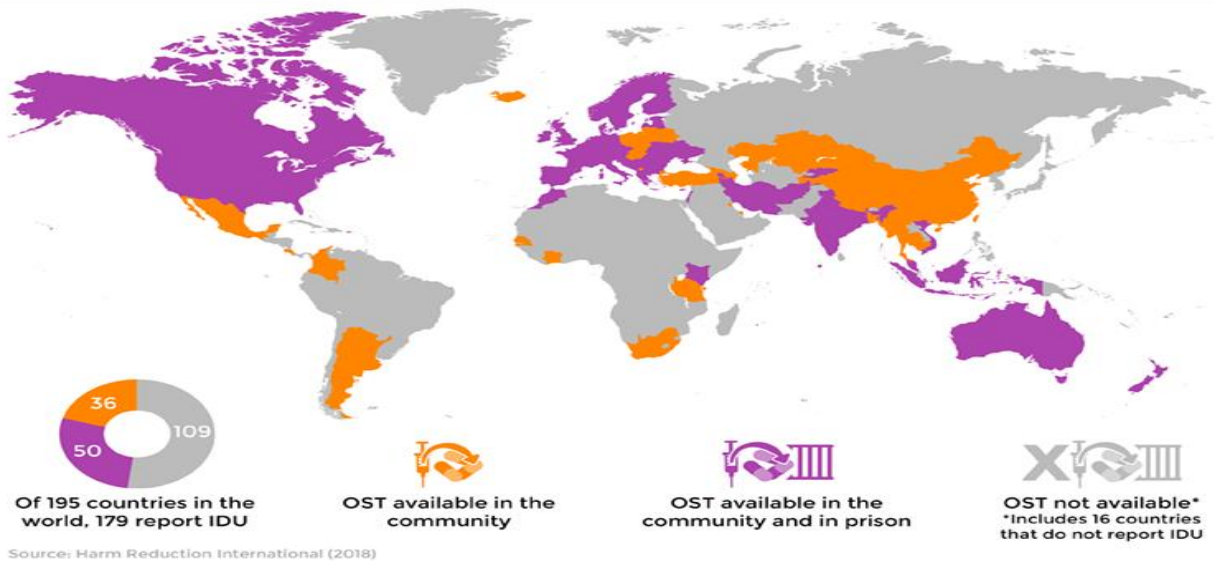 36
109
50
Of 195 countries in the
world, 179 report IDU
OST available in the
community
OST available in the
community and in prison
X
OST not available*
*Includes 16 countries
that do not report IDU
Source: Harm Reduction International (2018)